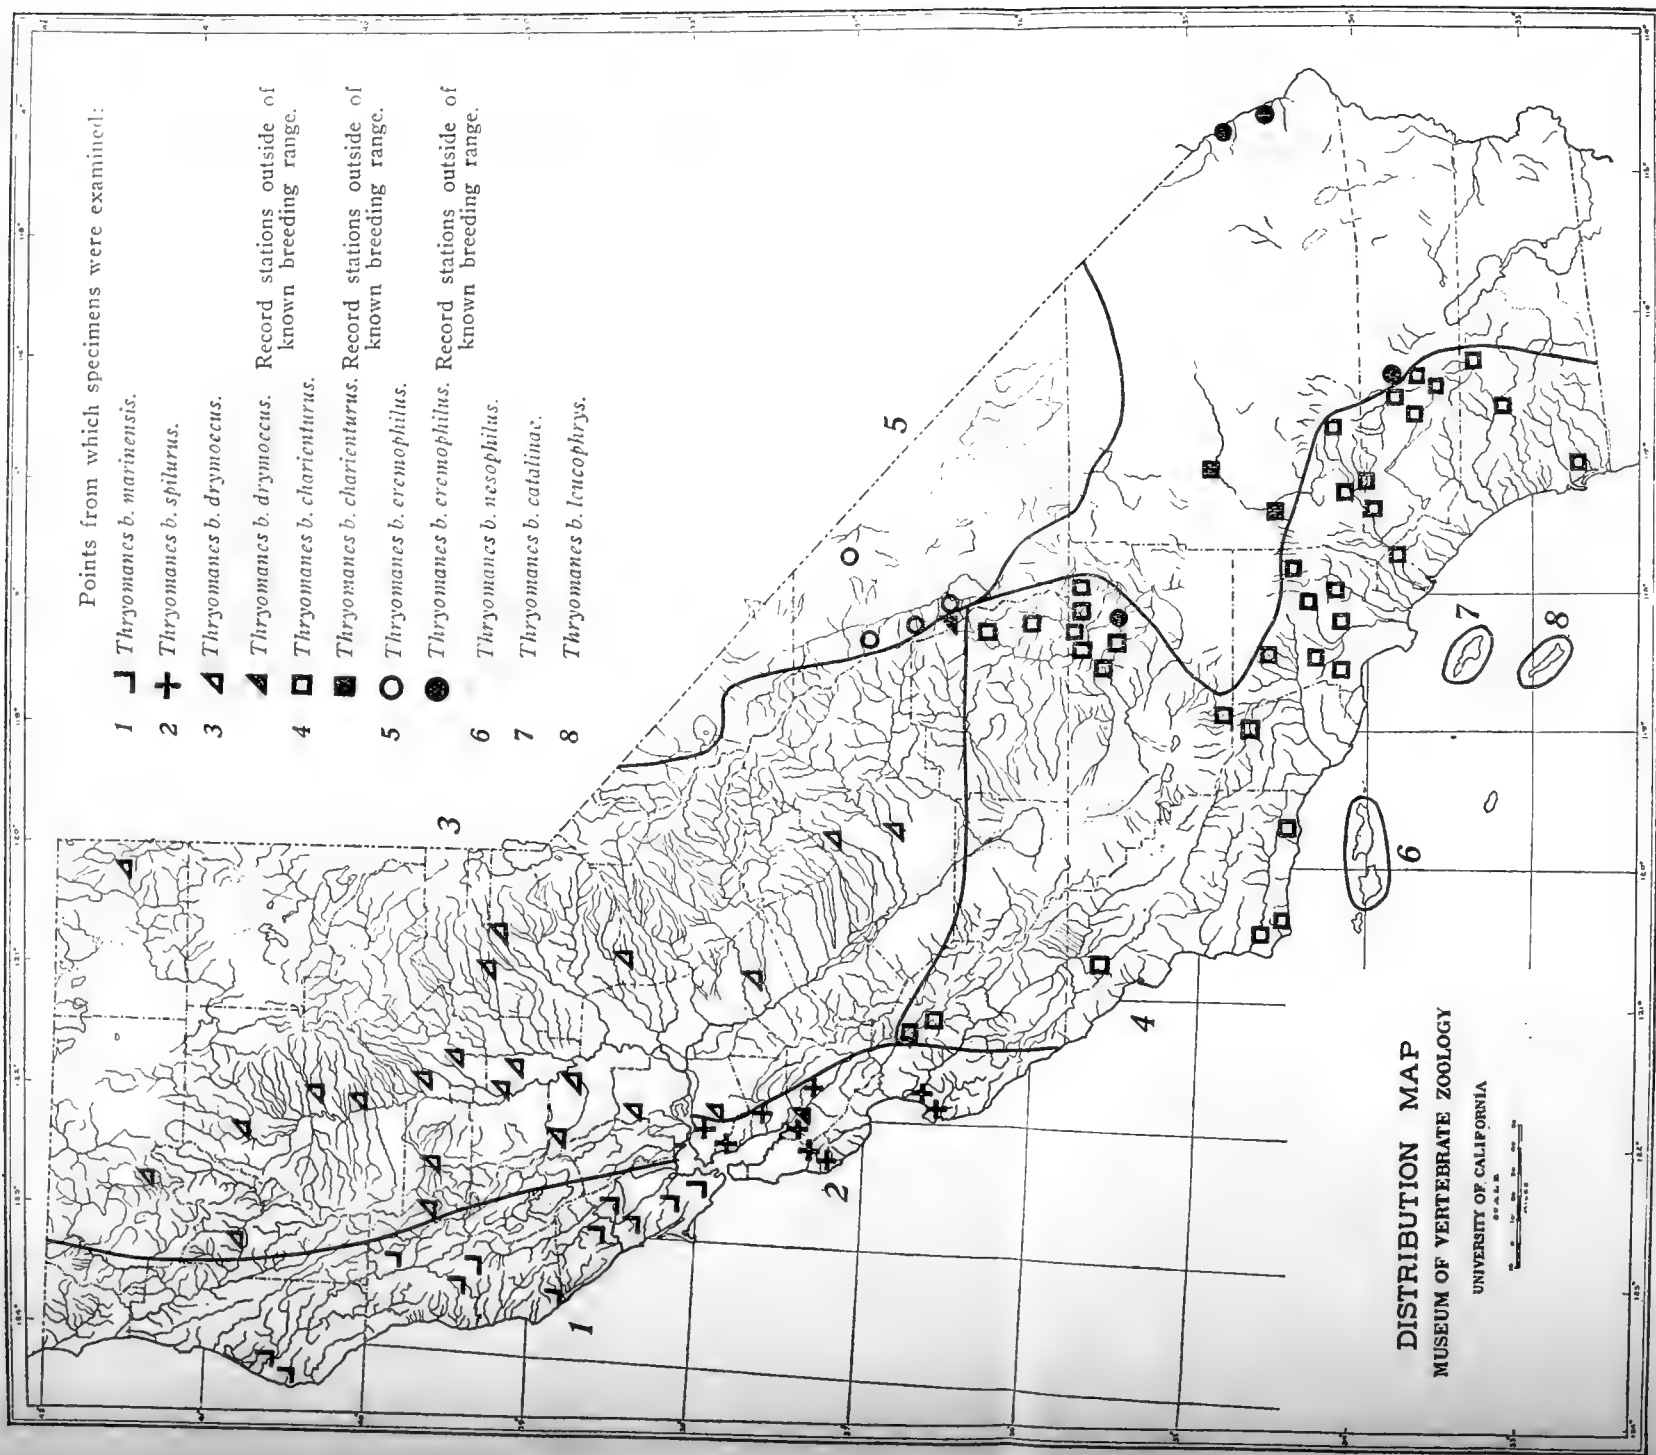 Points from which specimens were examined:
1 Thryomanes b. marinensis.
2 Thryomanes b. spilurus.
3 Thryomanes b. drymoecus.
Thryomanes b. drymoecus. Record stations outside of
known breeding range.
4 Thryomanes b. charienturus.
Thryomanes b. charienturus. Record stations outside of
known breeding range.
5 Thryomanes b. eremophilus.
Thryomanes b. eremophilus. Record stations outside of
known breeding range.
6 Thryomanes b. nesophilus.
7 Thryomanes b. catalinae.
8 Thryomanes b. leucophrys.
3
5
1
2
4
6
7
8
DISTRIBUTION MAP
MUSEUM OF VERTEBRATE ZOOLOGY
UNIVERSITY OF CALIFORNIA
SCALE